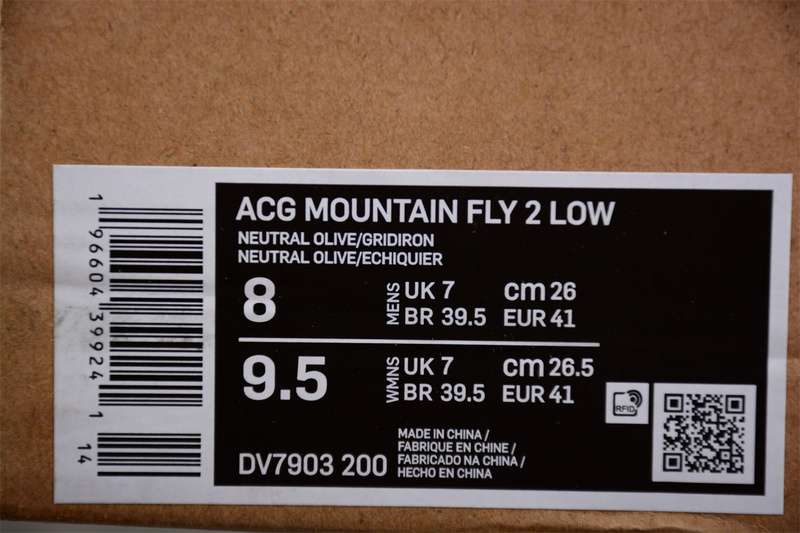 1 96604 39924 1
14
ACG MOUNTAIN FLY 2 LOW
NEUTRAL OLIVE/GRIDIRON
NEUTRAL OLIVE/ECHIQUIER
8
MENS
UK 7 cm 26
BR 39.5 EUR 41
9.5
WMNS
UK 7 cm 26.5
BR 39.5 EUR 41
RFID
DV7903 200
MADE IN CHINA /
FABRIQUE EN CHINE /
FABRICADO NA CHINA /
HECHO EN CHINA